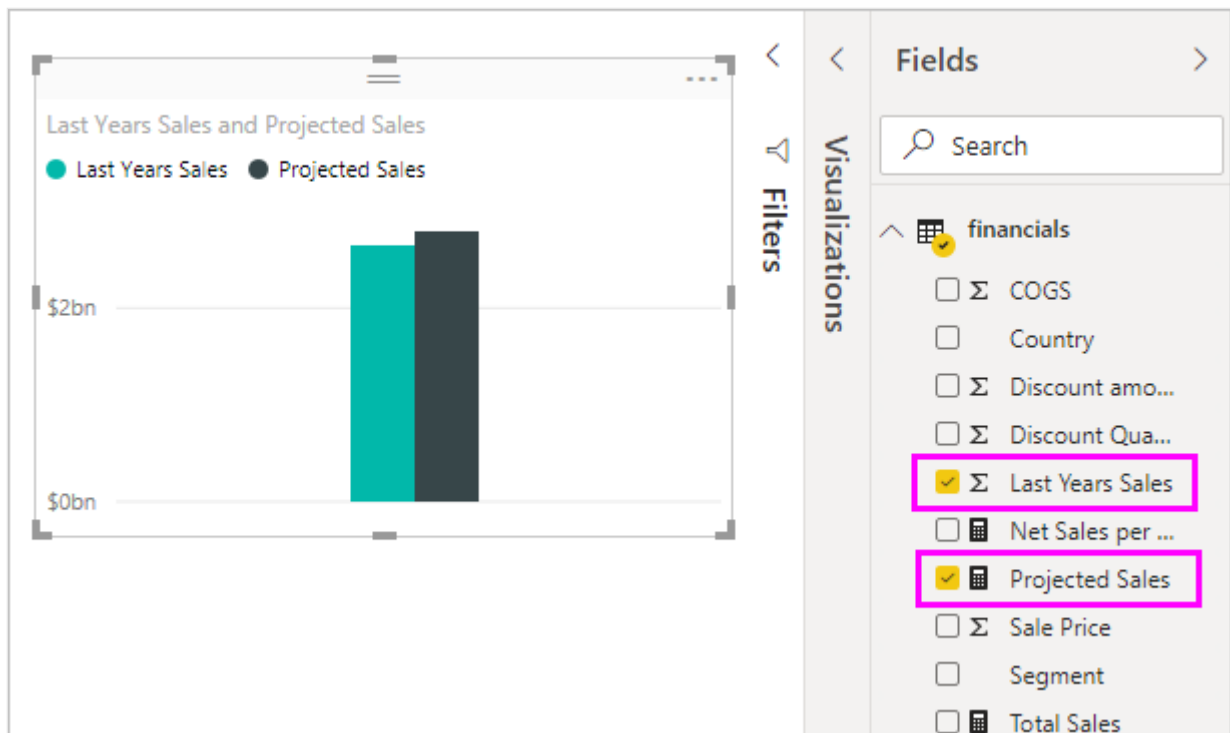 Last Years Sales and Projected Sales
Last Years Sales Projected Sales
$2bn
$0bn
Filters
Visualizations
Fields
Search
financials
Σ COGS
Country
Σ Discount amo...
Σ Discount Qua...
Σ Last Years Sales
Net Sales per ...
Projected Sales
Σ Sale Price
Segment
Total Sales